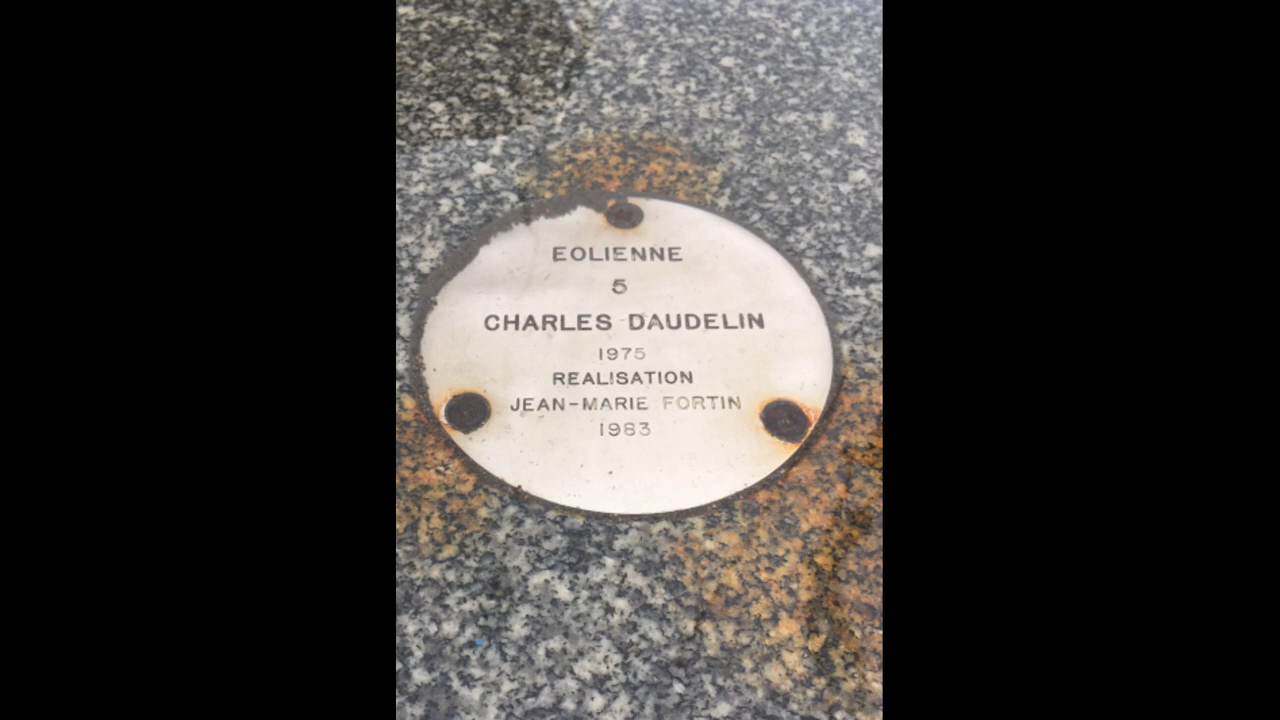 EOLIENNE
5
CHARLES DAUDELIN
1975
REALISATION
JEAN-MARIE FORTIN
1983